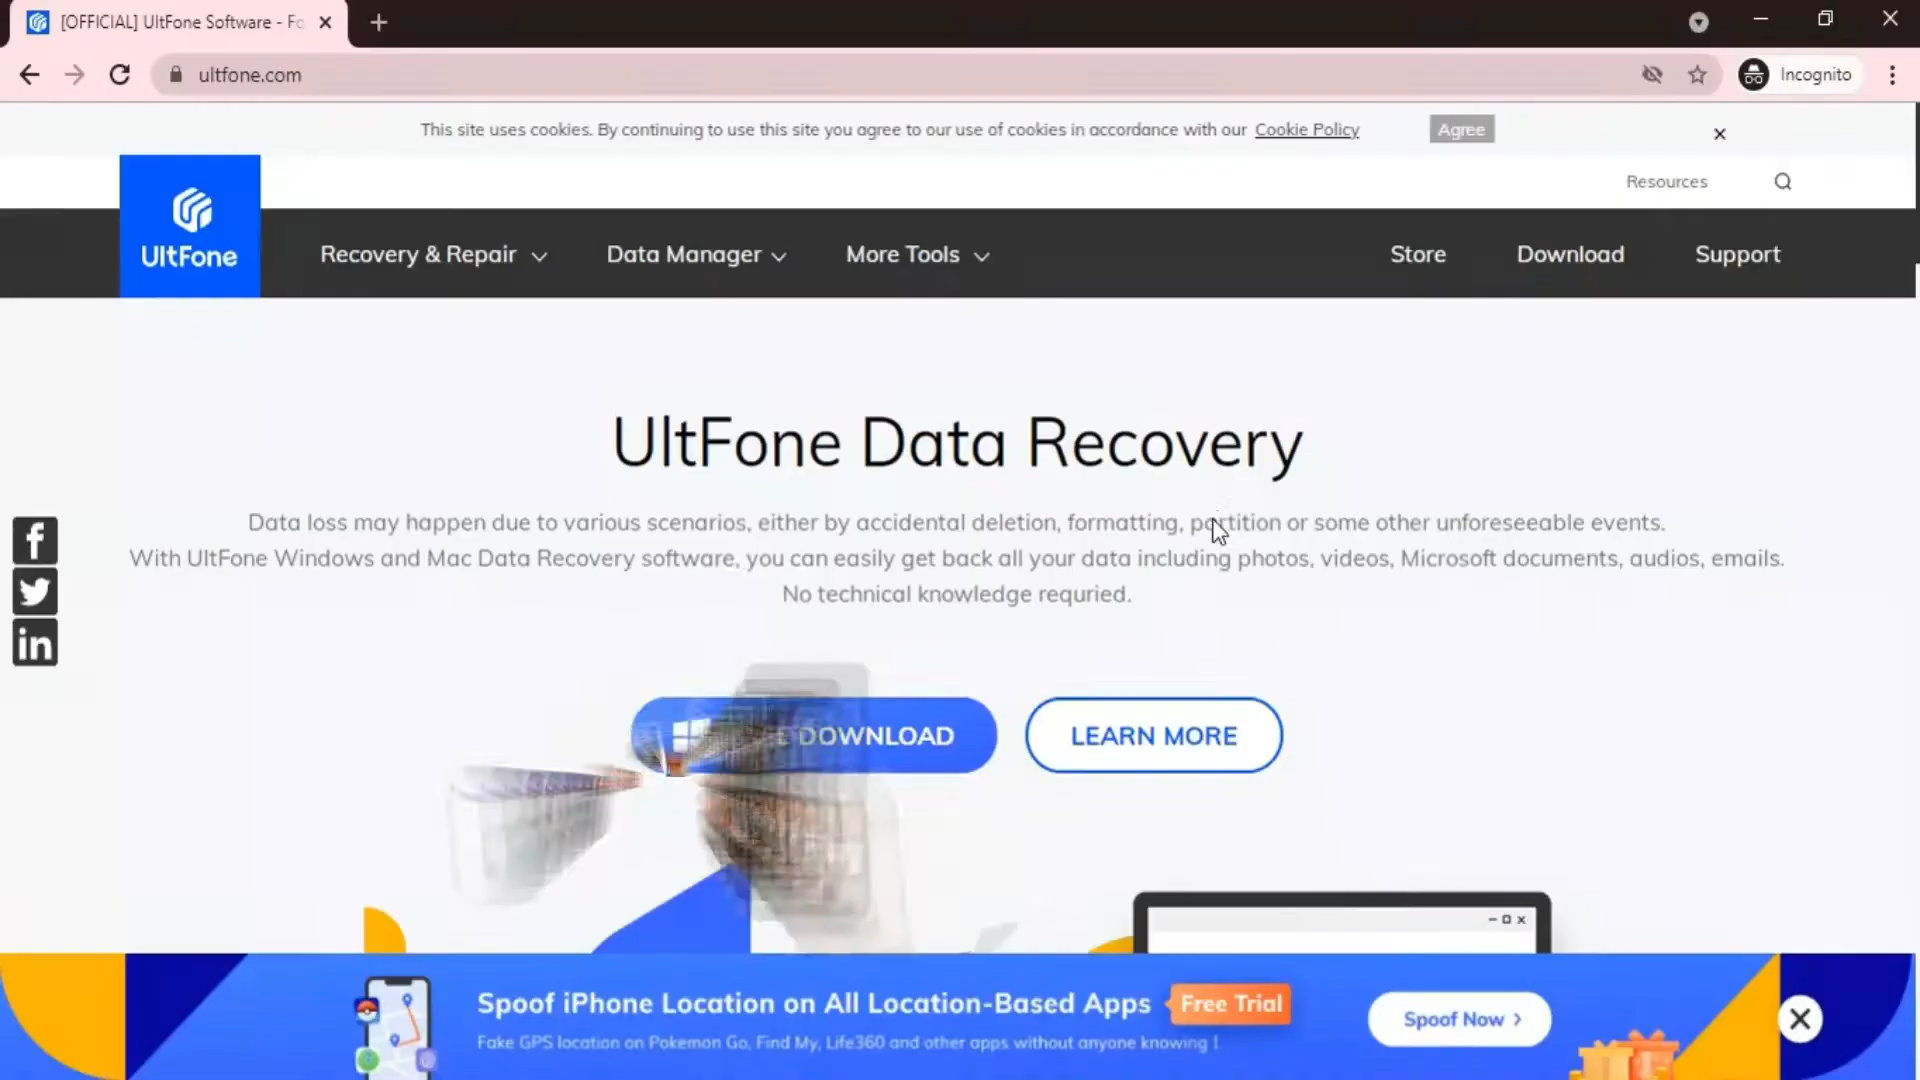 [OFFICIAL] UltFone Software - Fo
ultfone.com
Incognito
This site uses cookies. By continuing to use this site you agree to our use of cookies in accordance with our Cookie Policy
Agree
Resources
UltFone
Recovery & Repair
Data Manager
More Tools
Store
Download
Support
UltFone Data Recovery
Data loss may happen due to various scenarios, either by accidental deletion, formatting, partition or some other unforeseeable events.
With UltFone Windows and Mac Data Recovery software, you can easily get back all your data including photos, videos, Microsoft documents, audios, emails.
No technical knowledge requried.
DOWNLOAD
LEARN MORE
Spoof iPhone Location on All Location-Based Apps
Free Trial
Fake GPS location on Pokemon Go, Find My, Life360 and other apps without anyone knowing !
Spoof Now